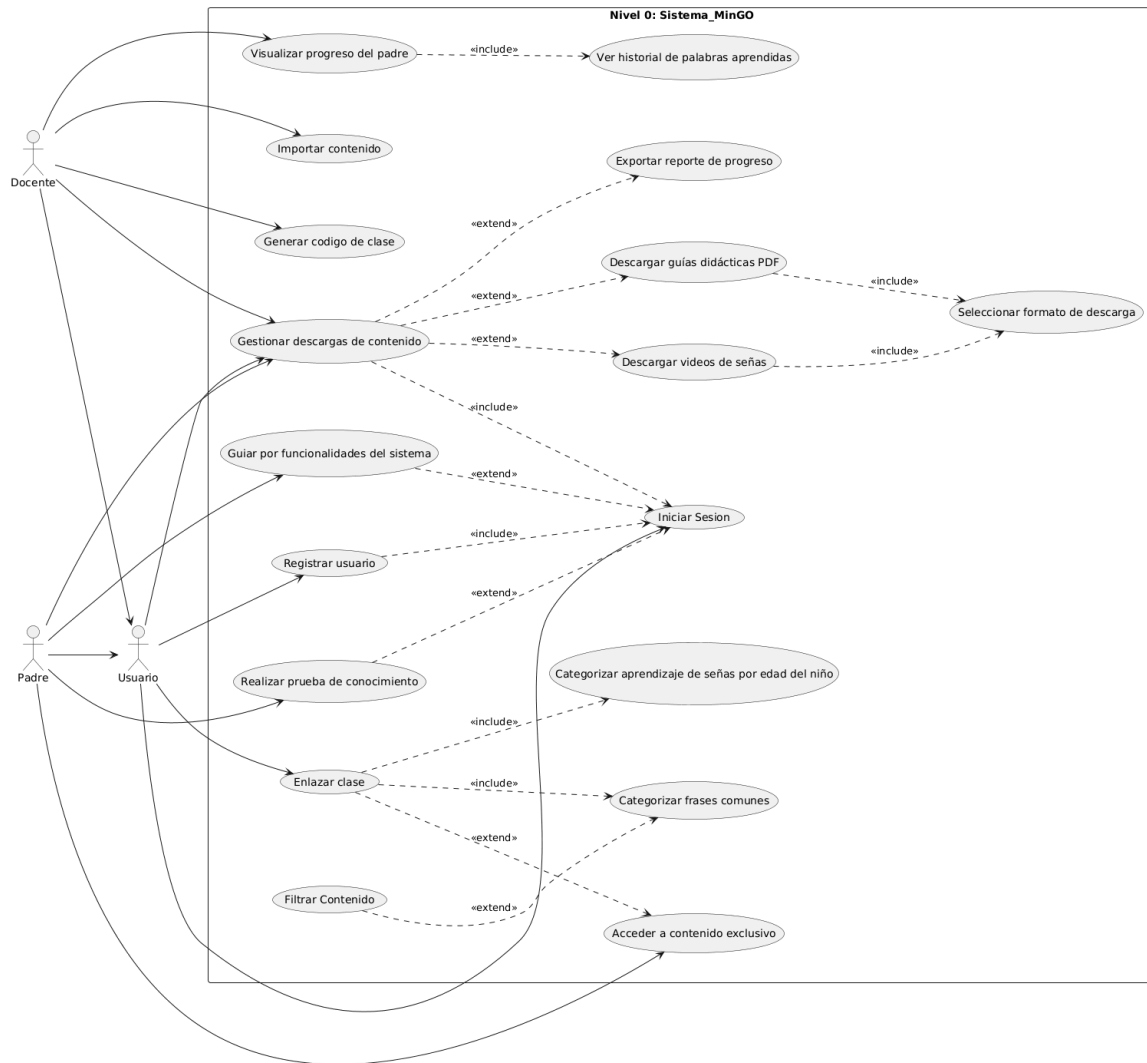 Nivel 0: Sistema_MinGO
Visualizar progreso del padre
«include»
Ver historial de palabras aprendidas
Importar contenido
Docente
Exportar reporte de progreso
«extend»
Generar codigo de clase
Descargar guías didácticas PDF
«include»
«extend»
Seleccionar formato de descarga
Gestionar descargas de contenido
«extend»
Descargar videos de señas
«include»
«include»
Guiar por funcionalidades del sistema
«extend»
Iniciar Sesion
«include»
Registrar usuario
«extend»
Padre
Usuario
Realizar prueba de conocimiento
Categorizar aprendizaje de señas por edad del niño
«include»
Enlazar clase
«include»
Categorizar frases comunes
«extend»
Filtrar Contenido
«extend»
Acceder a contenido exclusivo